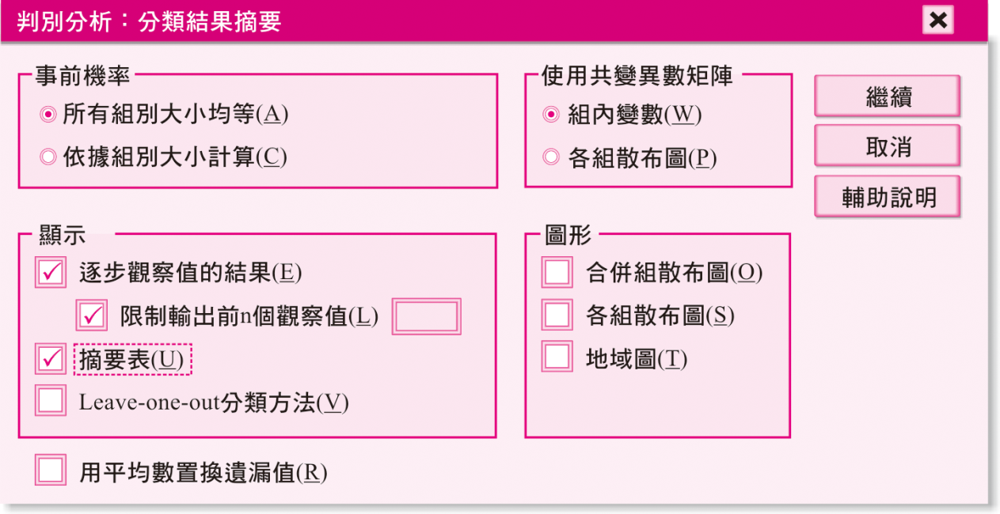 判別分析：分類結果摘要
事前機率
所有組別大小均等(A)
依據組別大小計算(C)
使用共變異數矩陣
組內變數(W)
各組散布圖(P)
繼續
取消
輔助說明
顯示
逐步觀察值的結果(E)
限制輸出前n個觀察值(L)
摘要表(U)
Leave-one-out分類方法(V)
圖形
合併組散布圖(O)
各組散布圖(S)
地域圖(T)
用平均數置換遺漏值(R)